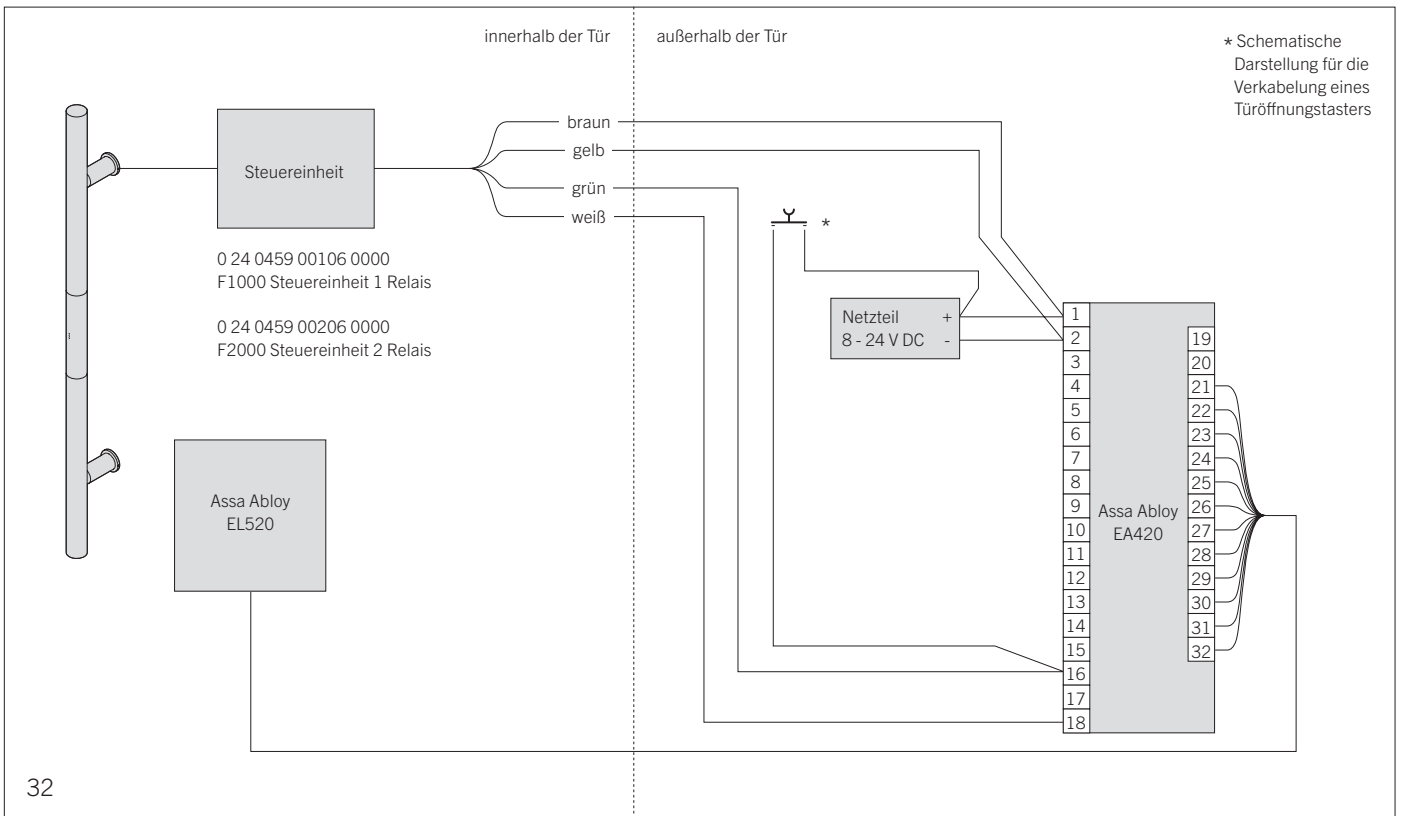 innerhalb der Tür
außerhalb der Tür
* Schematische
Darstellung für die
Verkabelung eines
Türöffnungstasters
Steuereinheit
braun
gelb
grün
weiß
*
0 24 0459 00106 0000
F1000 Steuereinheit 1 Relais
0 24 0459 00206 0000
F2000 Steuereinheit 2 Relais
Netzteil +
8 - 24 V DC -
Assa Abloy
EL520
1
2
3
4
5
6
7
8
9
10
11
12
13
14
15
16
17
18
Assa Abloy
EA420
19
20
21
22
23
24
25
26
27
28
29
30
31
32
32